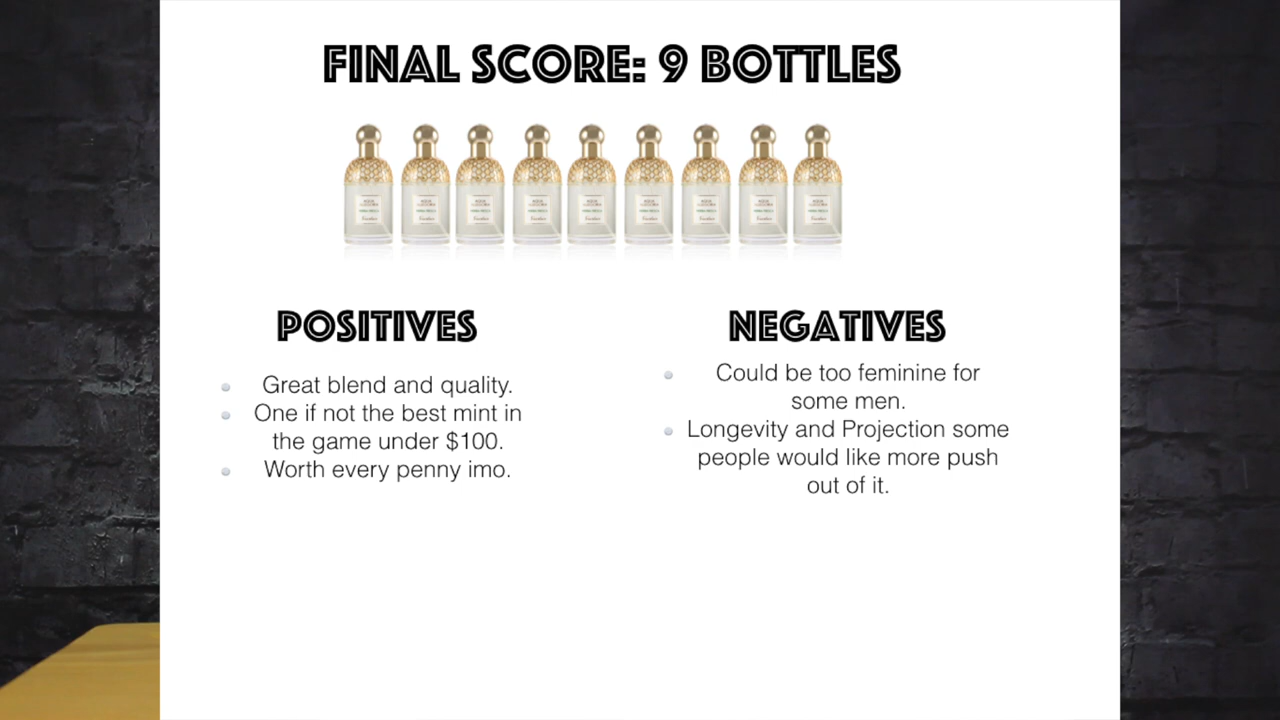 FINAL SCORE: 9 BOTTLES
POSITIVES
Great blend and quality.
One if not the best mint in
the game under $100.
Worth every penny imo.
NEGATIVES
Could be too feminine for
some men.
Longevity and Projection some
people would like more push
out of it.